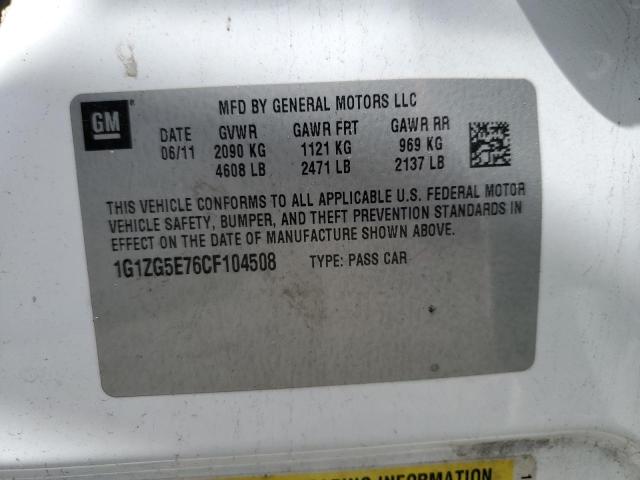 GM
MFD BY GENERAL MOTORS LLC
DATE GVWR GAWR FRT GAWR RR
06/11 2090 KG 1121 KG 969 KG
4608 LB 2471 LB 2137 LB
THIS VEHICLE CONFORMS TO ALL APPLICABLE U.S. FEDERAL MOTOR
VEHICLE SAFETY, BUMPER, AND THEFT PREVENTION STANDARDS IN
EFFECT ON THE DATE OF MANUFACTURE SHOWN ABOVE.
1G1ZG5E76CF104508 TYPE: PASS CAR
INFORMATION